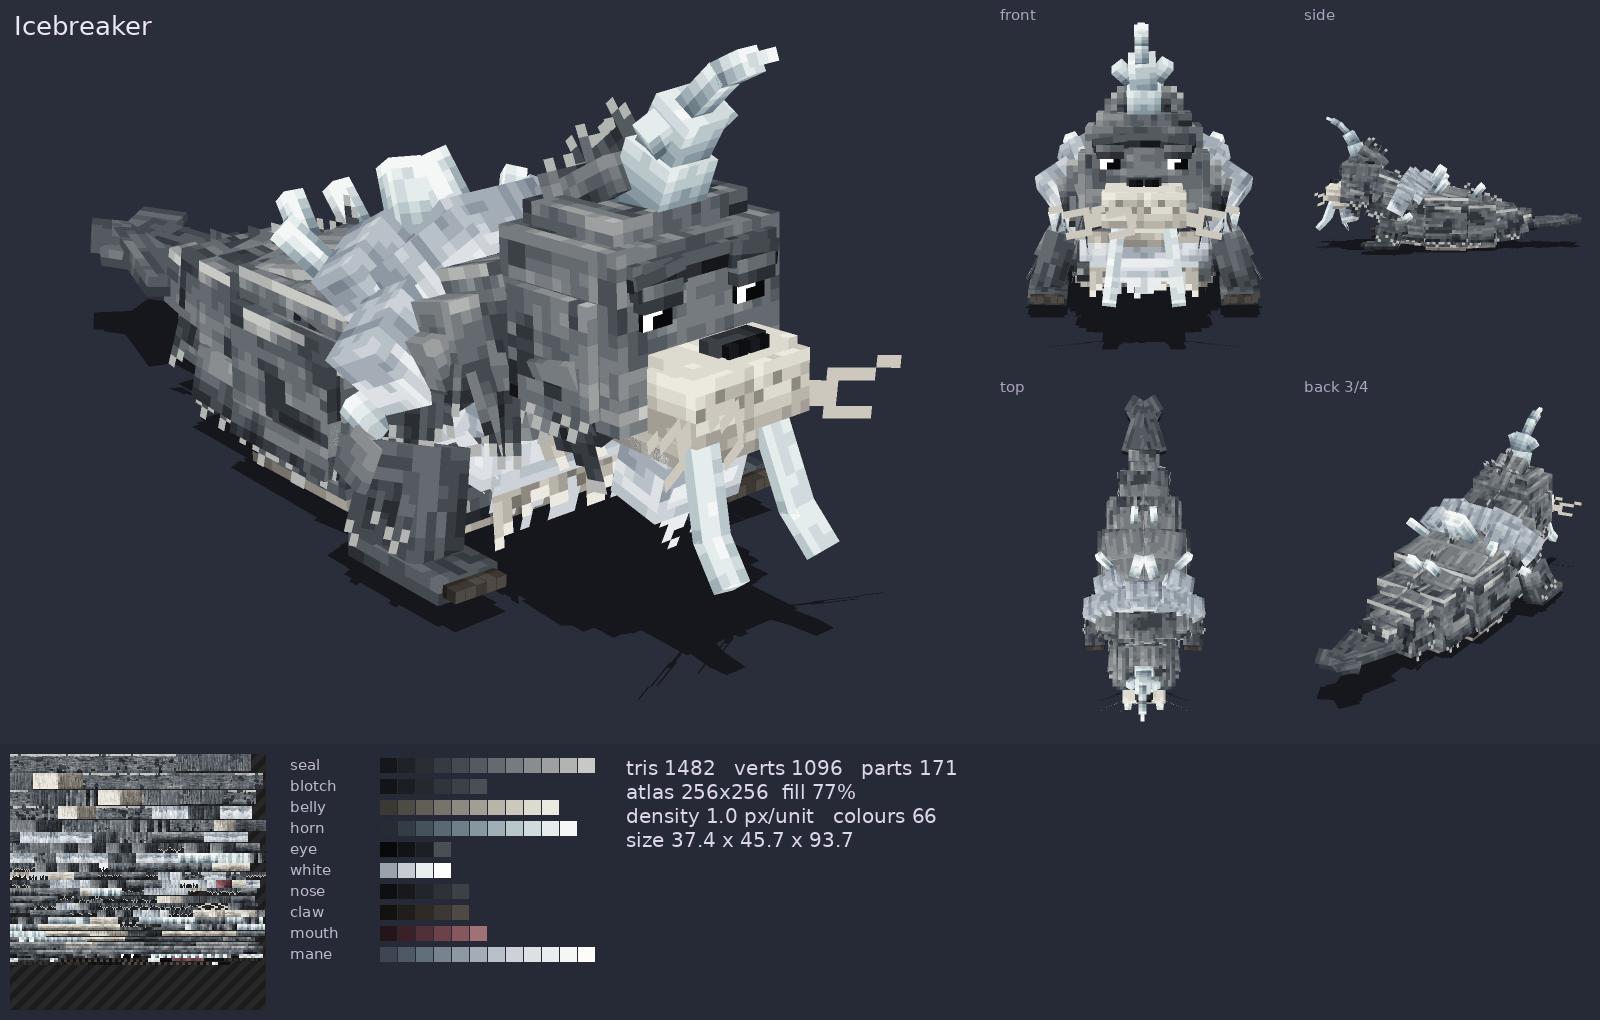 Icebreaker
front
side
top
back 3/4
seal
blotch
belly
horn
eye
white
nose
claw
mouth
mane
tris 1482   verts 1096   parts 171
atlas 256x256  fill 77%
density 1.0 px/unit   colours 66
size 37.4 x 45.7 x 93.7